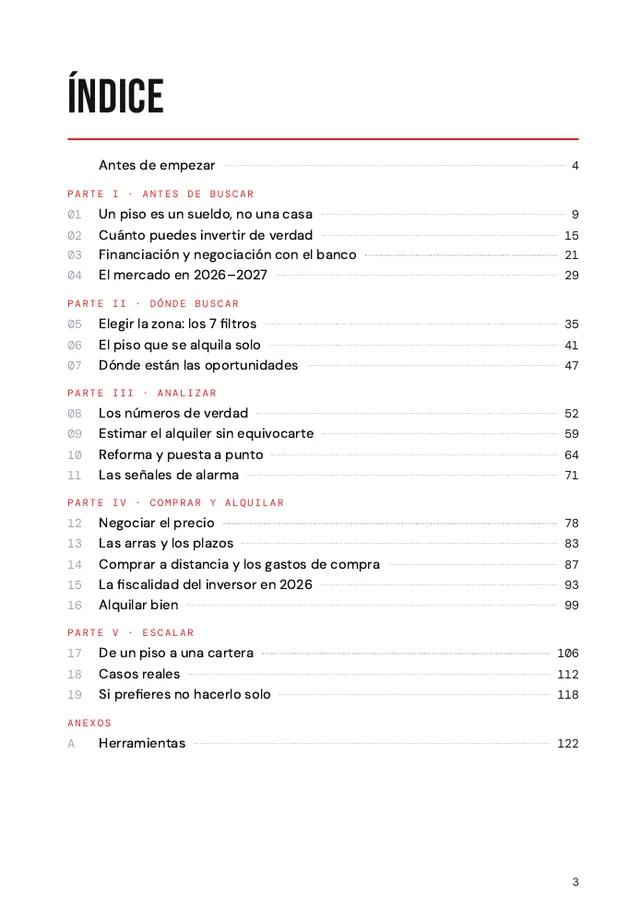 ÍNDICE
Antes de empezar 4
PARTE I · ANTES DE BUSCAR
01 Un piso es un sueldo, no una casa 9
02 Cuánto puedes invertir de verdad 15
03 Financiación y negociación con el banco 21
04 El mercado en 2026–2027 29
PARTE II · DÓNDE BUSCAR
05 Elegir la zona: los 7 filtros 35
06 El piso que se alquila solo 41
07 Dónde están las oportunidades 47
PARTE III · ANALIZAR
08 Los números de verdad 52
09 Estimar el alquiler sin equivocarte 59
10 Reforma y puesta a punto 64
11 Las señales de alarma 71
PARTE IV · COMPRAR Y ALQUILAR
12 Negociar el precio 78
13 Las arras y los plazos 83
14 Comprar a distancia y los gastos de compra 87
15 La fiscalidad del inversor en 2026 93
16 Alquilar bien 99
PARTE V · ESCALAR
17 De un piso a una cartera 106
18 Casos reales 112
19 Si prefieres no hacerlo solo 118
ANEXOS
A Herramientas 122
3